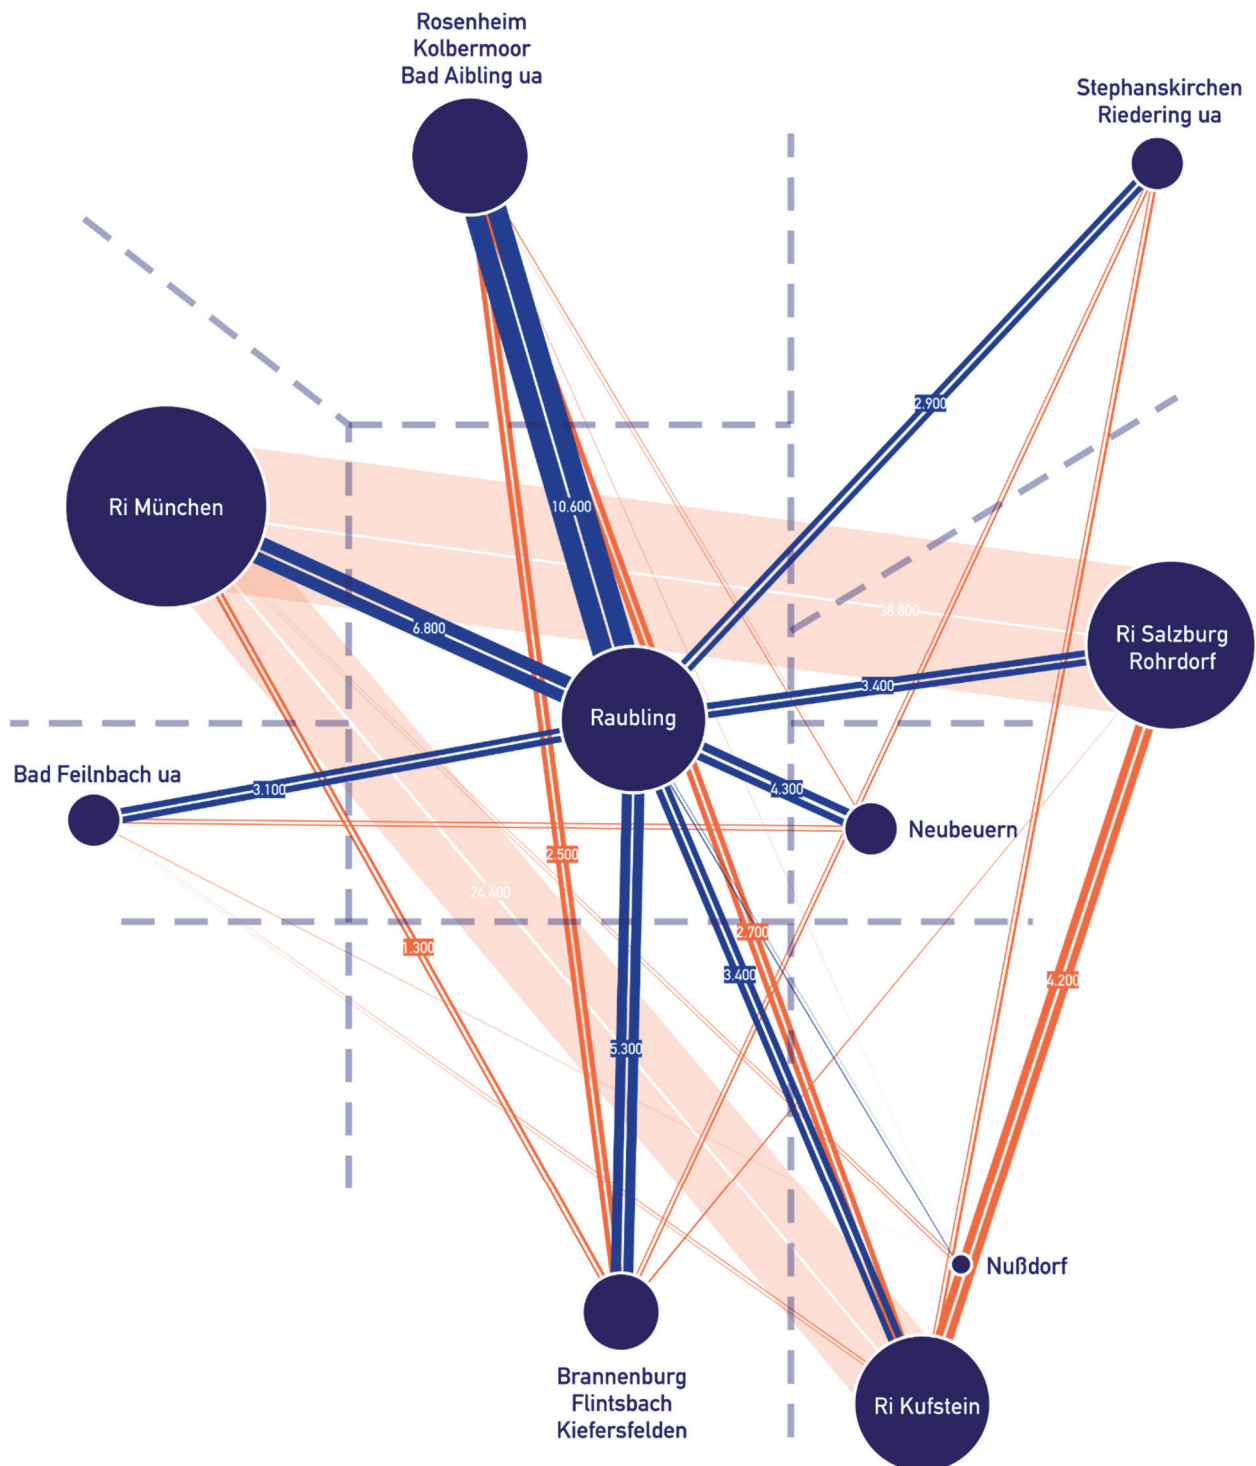 Rosenheim
Kolbermoor
Bad Aibling ua
Stephanskirchen
Riedering ua
2.900
Ri München
10.600
38.800
6.800
Ri Salzburg
Rohrdorf
3.400
Raubling
Bad Feilnbach ua
3.100
4.300
Neubeuern
2.500
24.400
1.300
2.700
3.400
4.200
5.300
Nußdorf
Brannenburg
Flintsbach
Kiefersfelden
Ri Kufstein